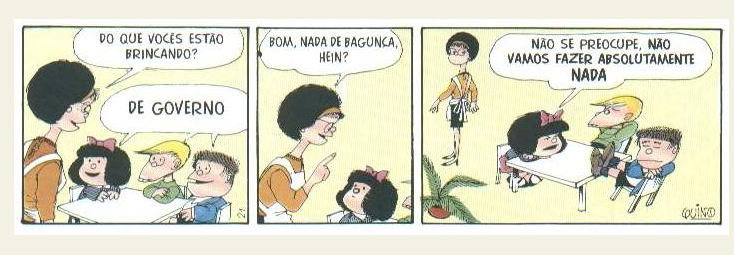 DO QUE VOCÊS ESTÃO
BRINCANDO?
DE GOVERNO
21
BOM, NADA DE BAGUNÇA,
HEIN?
NÃO SE PREOCUPE, NÃO
VAMOS FAZER ABSOLUTAMENTE
NADA
QUINO